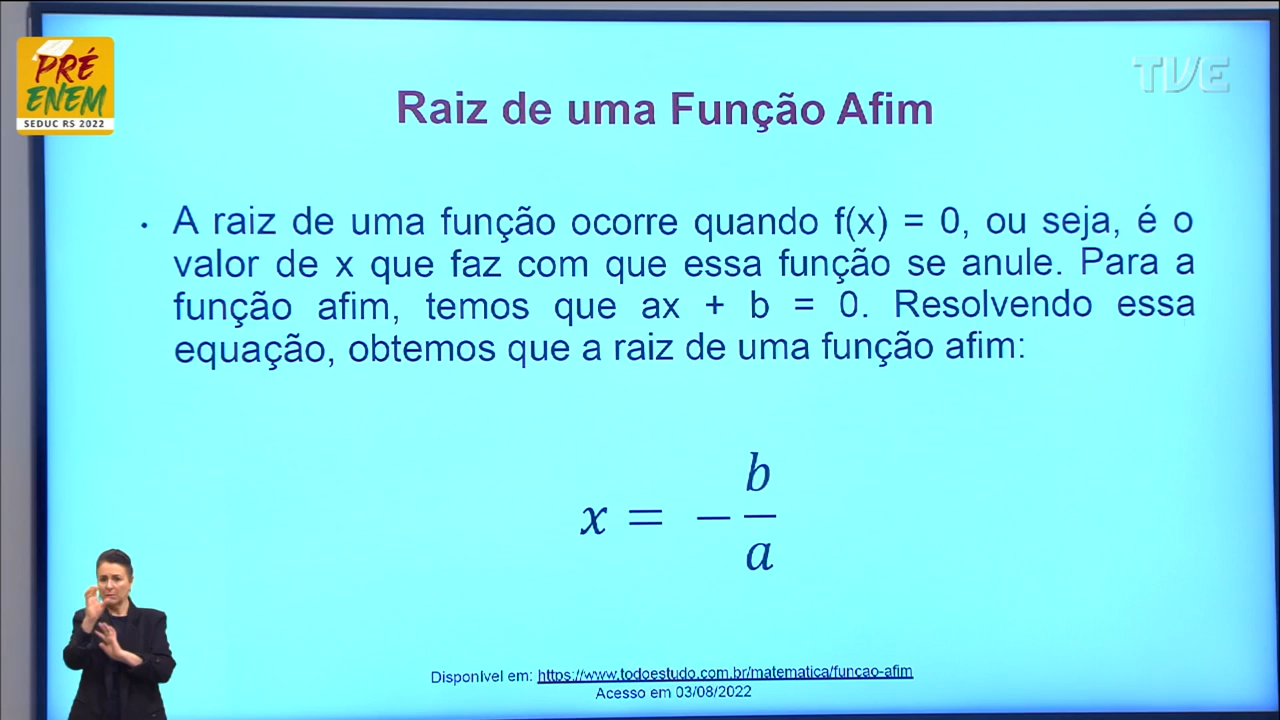 PRÉ
ENEM
SEDUC RS 2022
TVE
Raiz de uma Função Afim
• A raiz de uma função ocorre quando f(x) = 0, ou seja, é o
valor de x que faz com que essa função se anule. Para a
função afim, temos que ax + b = 0. Resolvendo essa
equação, obtemos que a raiz de uma função afim:
x = − b/a
Disponível em: https://www.todoestudo.com.br/matematica/funcao-afim
Acesso em 03/08/2022